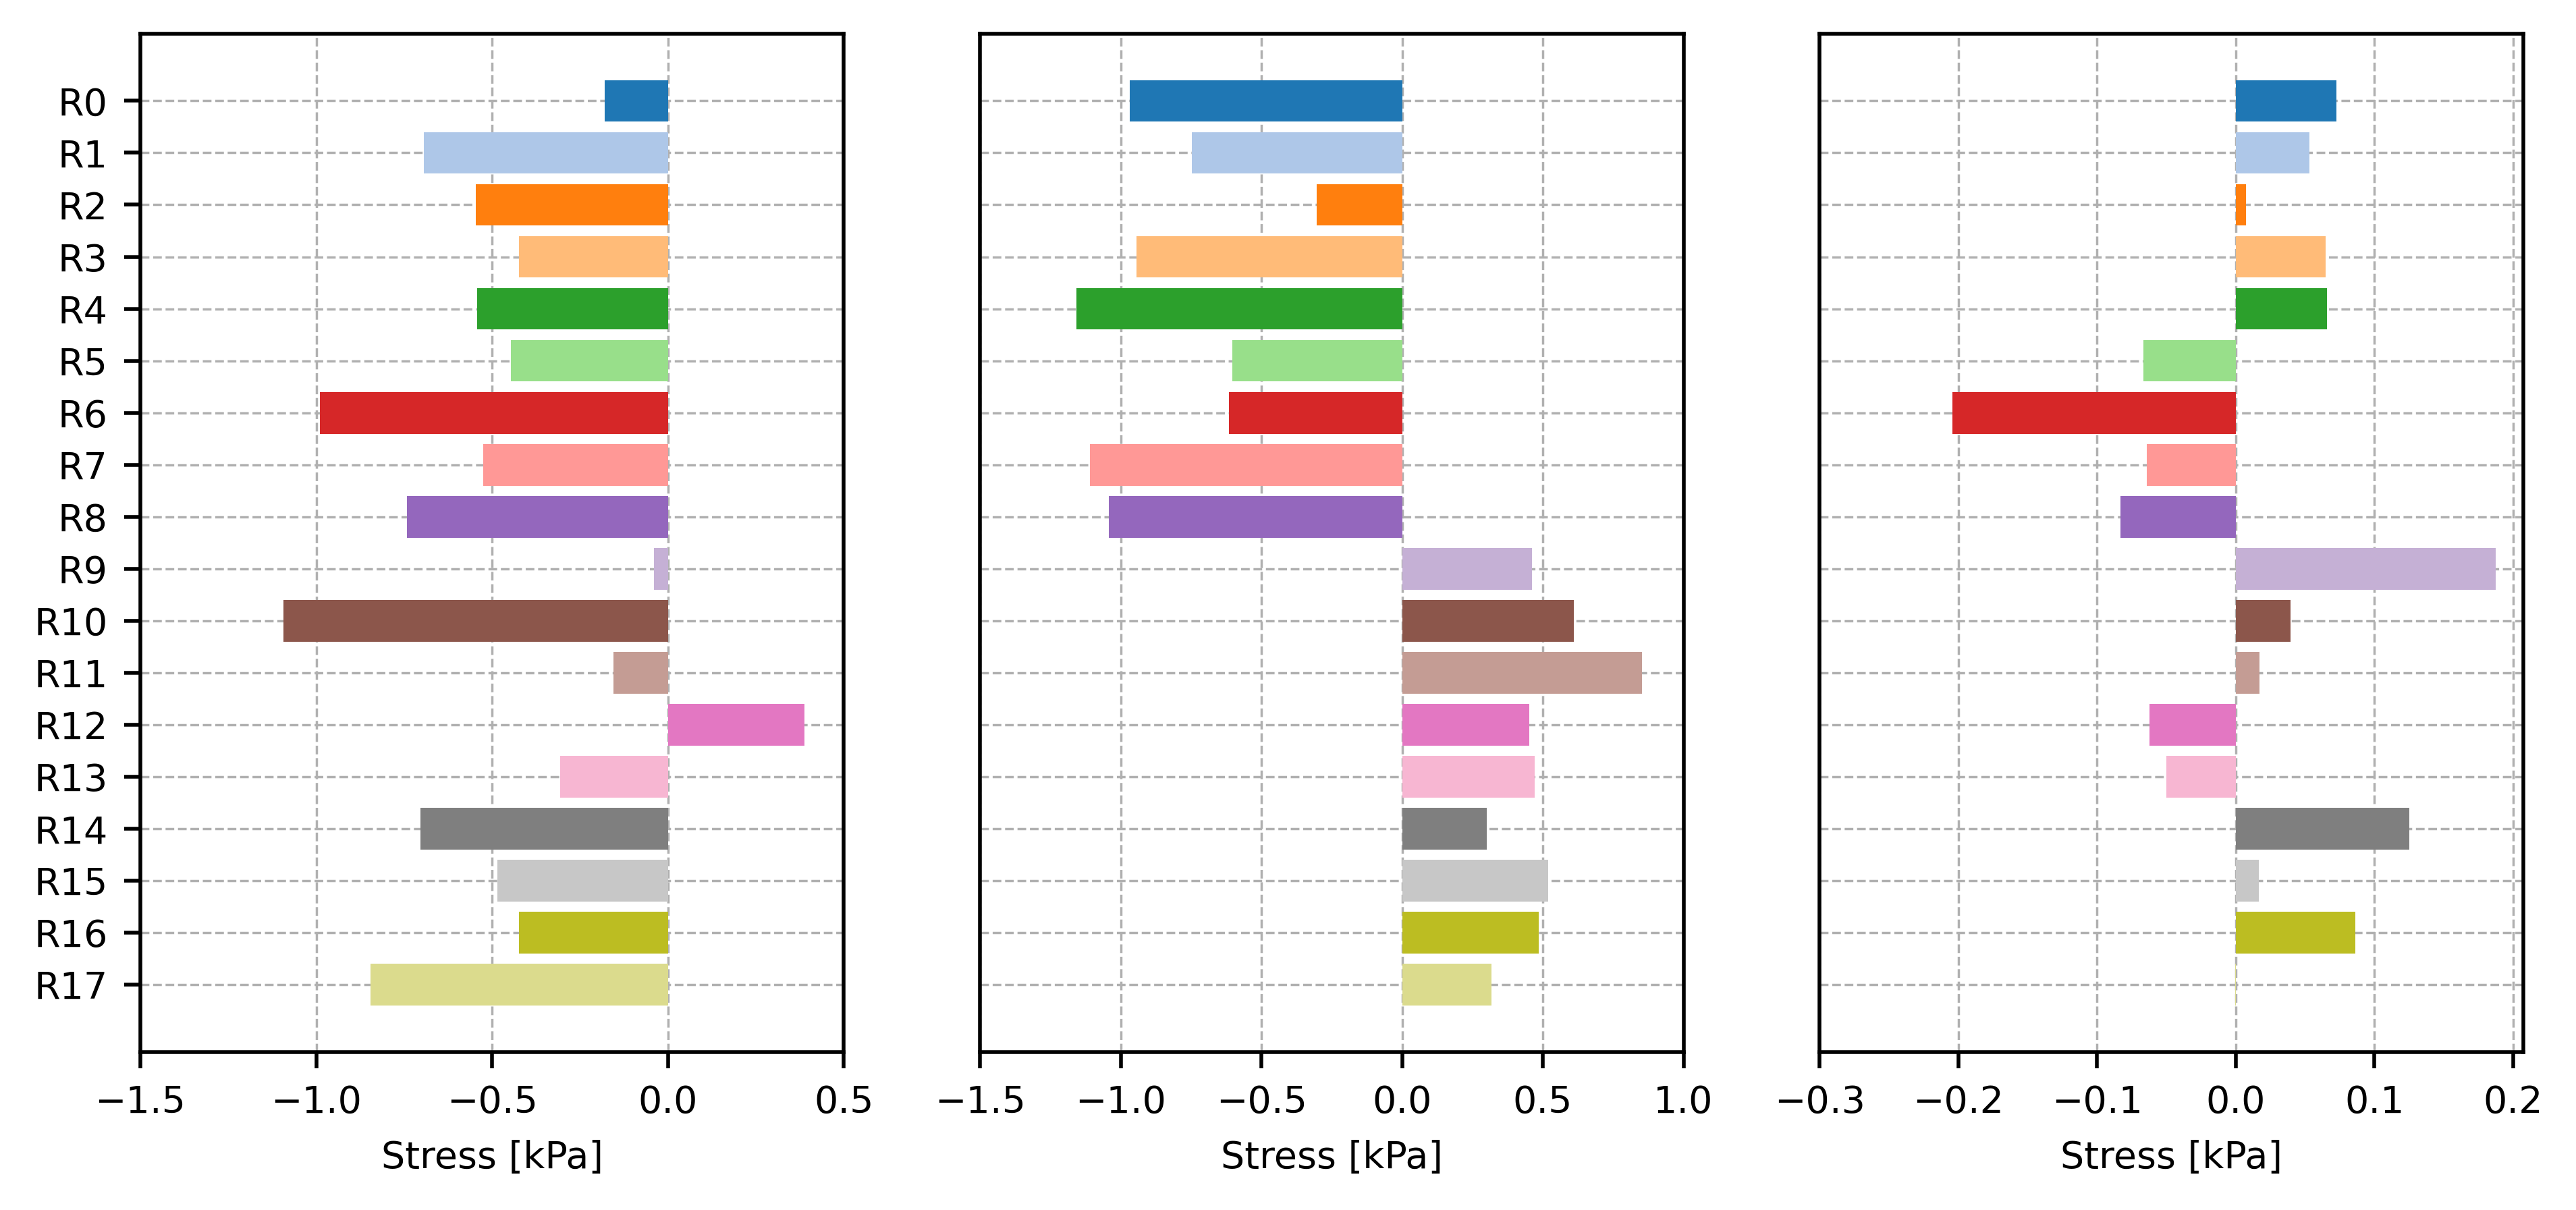 R0
R1
R2
R3
R4
R5
R6
R7
R8
R9
R10
R11
R12
R13
R14
R15
R16
R17
−1.5 −1.0 −0.5 0.0 0.5
Stress [kPa]
−1.5 −1.0 −0.5 0.0 0.5 1.0
Stress [kPa]
−0.3 −0.2 −0.1 0.0 0.1 0.2
Stress [kPa]